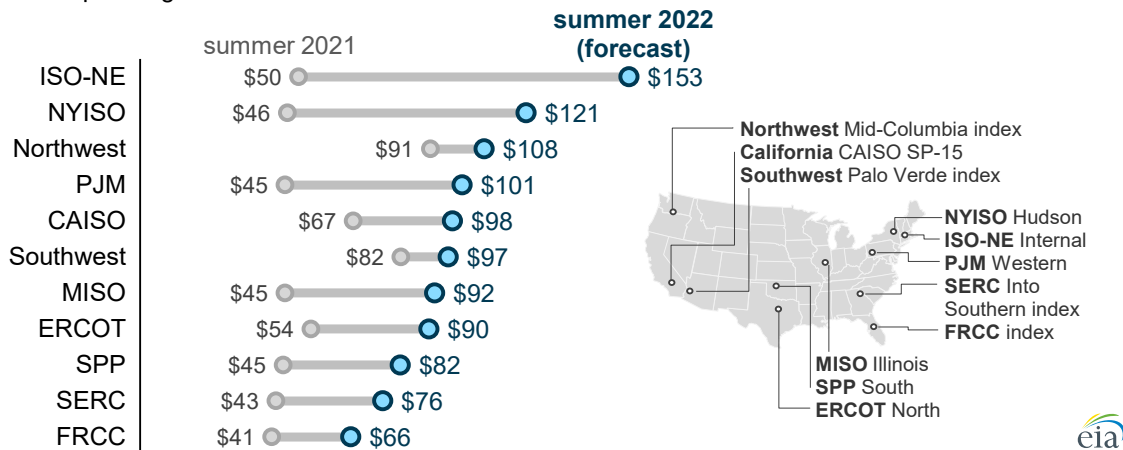 summer 2021
summer 2022
(forecast)
ISO-NE $50 $153
NYISO $46 $121
Northwest $91 $108
PJM $45 $101
CAISO $67 $98
Southwest $82 $97
MISO $45 $92
ERCOT $54 $90
SPP $45 $82
SERC $43 $76
FRCC $41 $66
Northwest Mid-Columbia index
California CAISO SP-15
Southwest Palo Verde index
NYISO Hudson
ISO-NE Internal
PJM Western
SERC Into
Southern index
FRCC index
MISO Illinois
SPP South
ERCOT North
eia